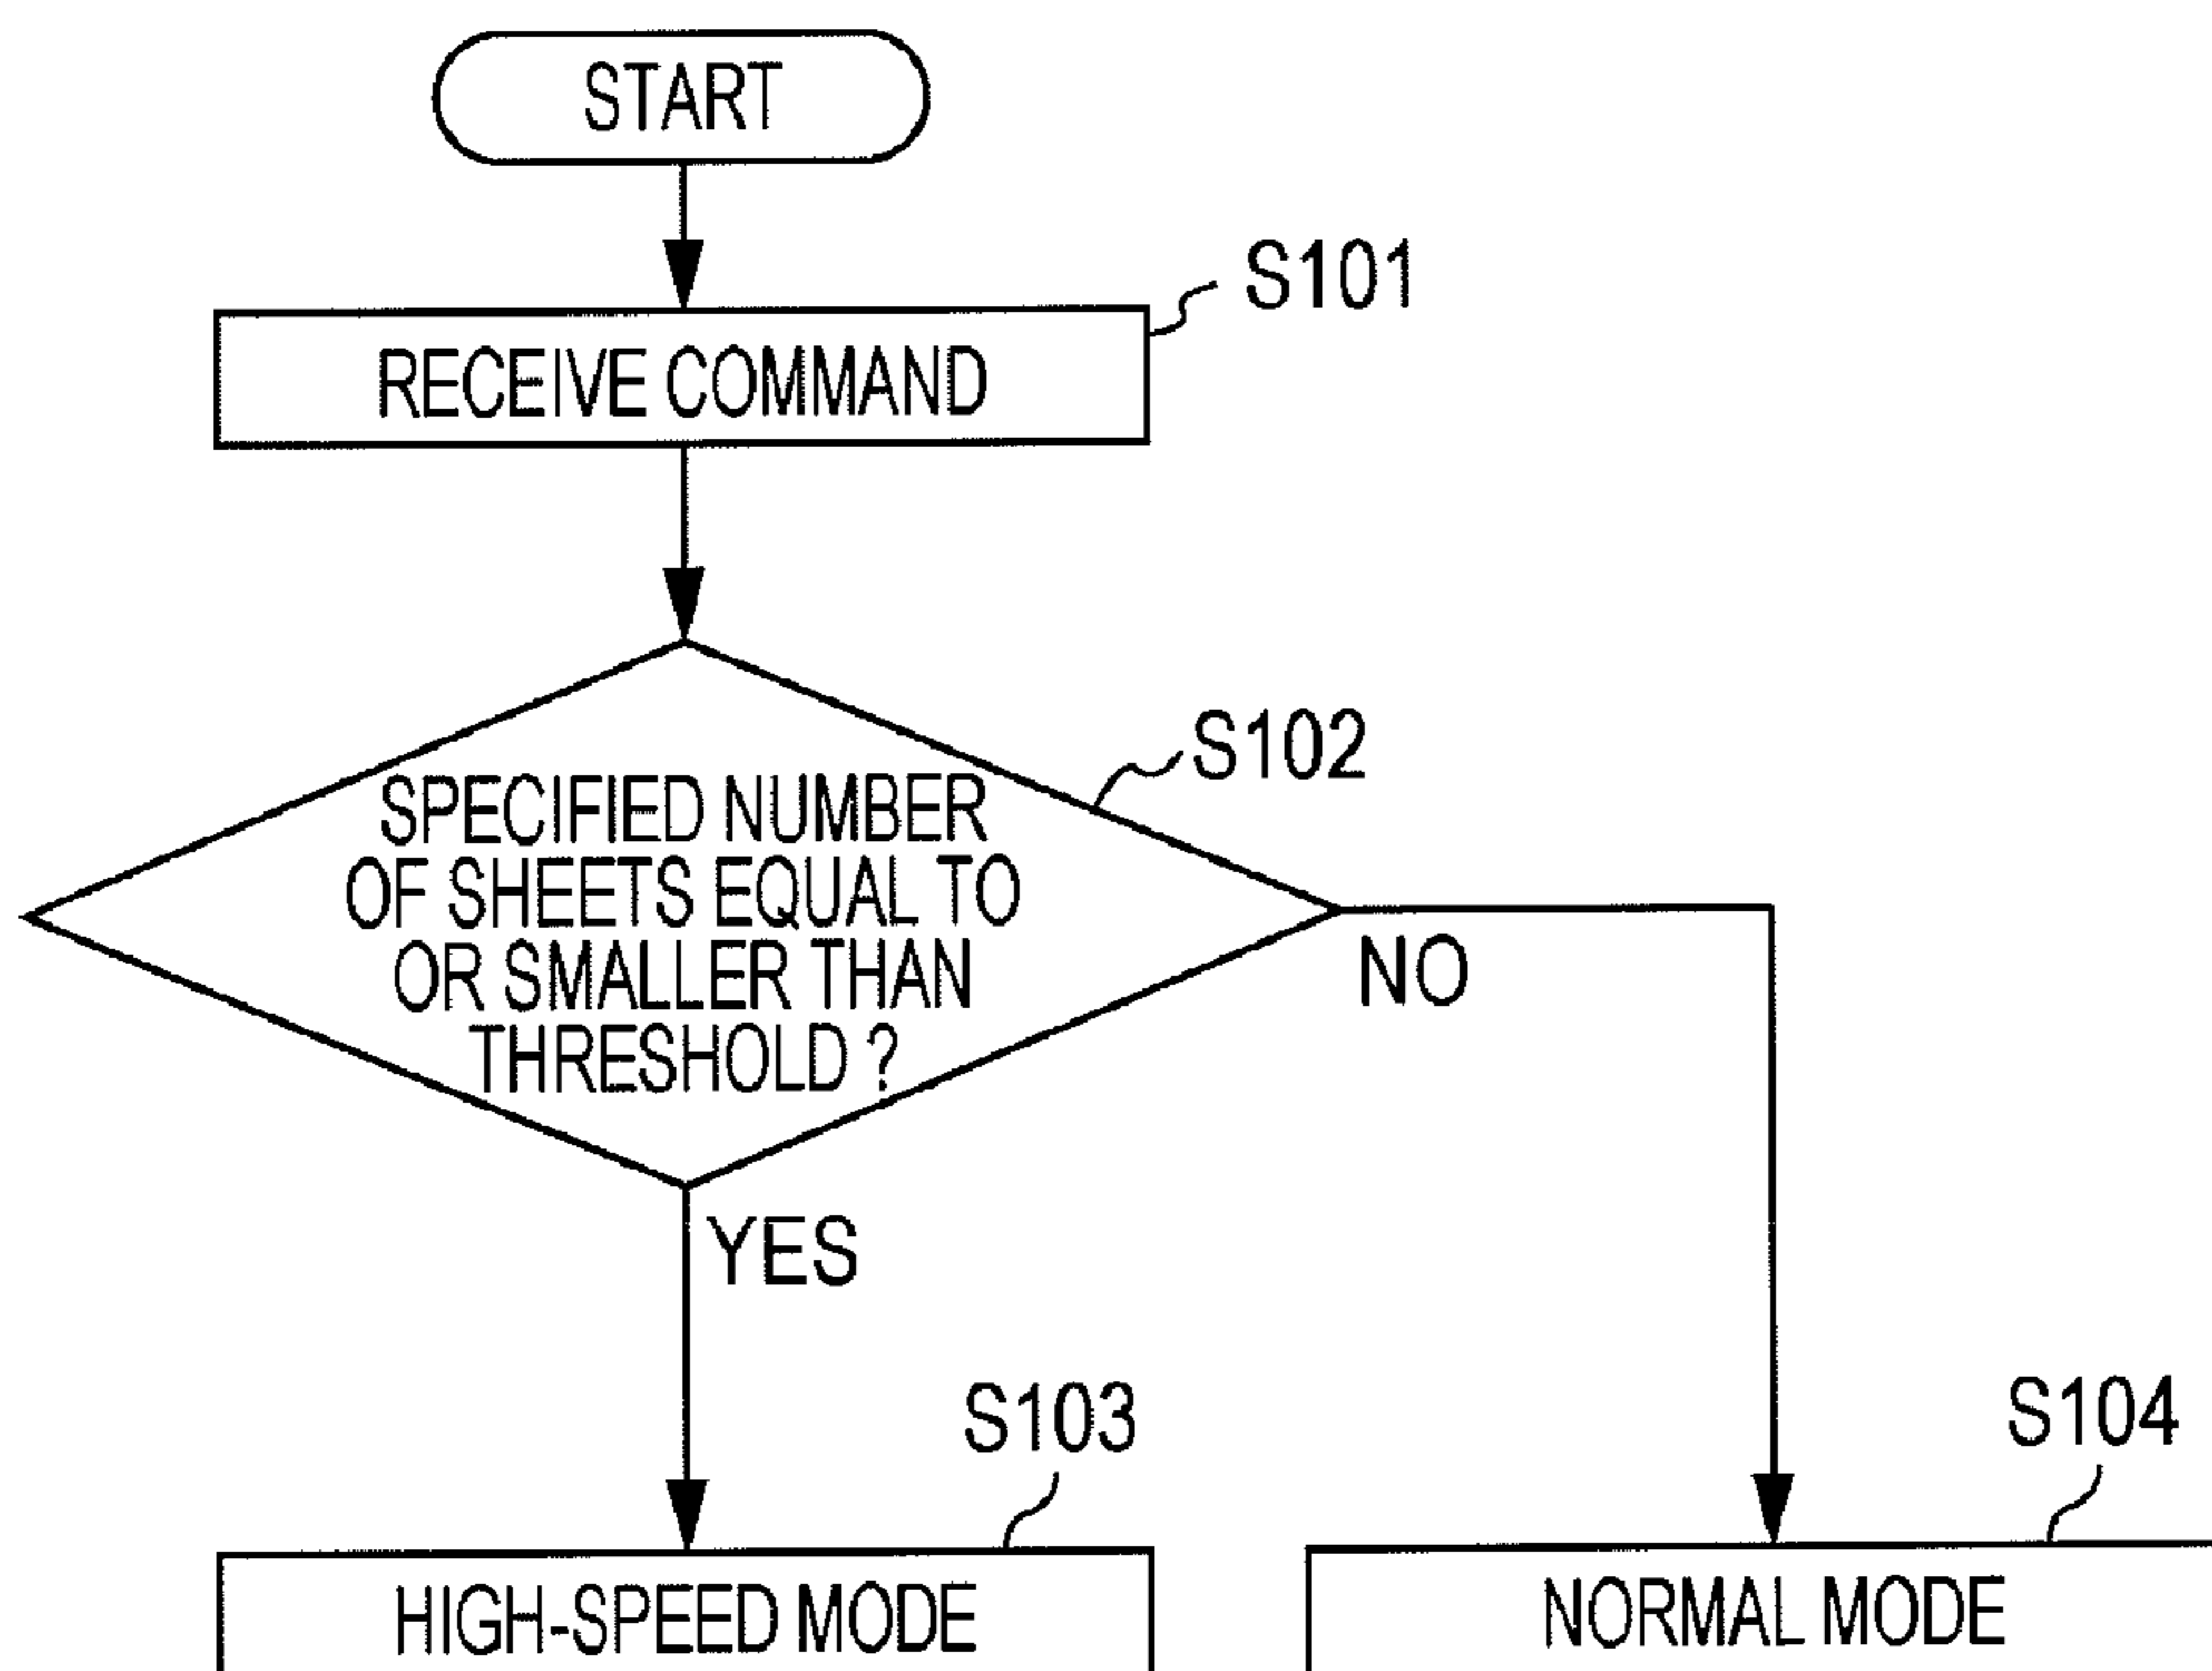 START
S101
RECEIVE COMMAND
S102
SPECIFIED NUMBER
OF SHEETS EQUAL TO
OR SMALLER THAN
THRESHOLD ?
NO
YES
S103
S104
HIGH-SPEED MODE
NORMAL MODE